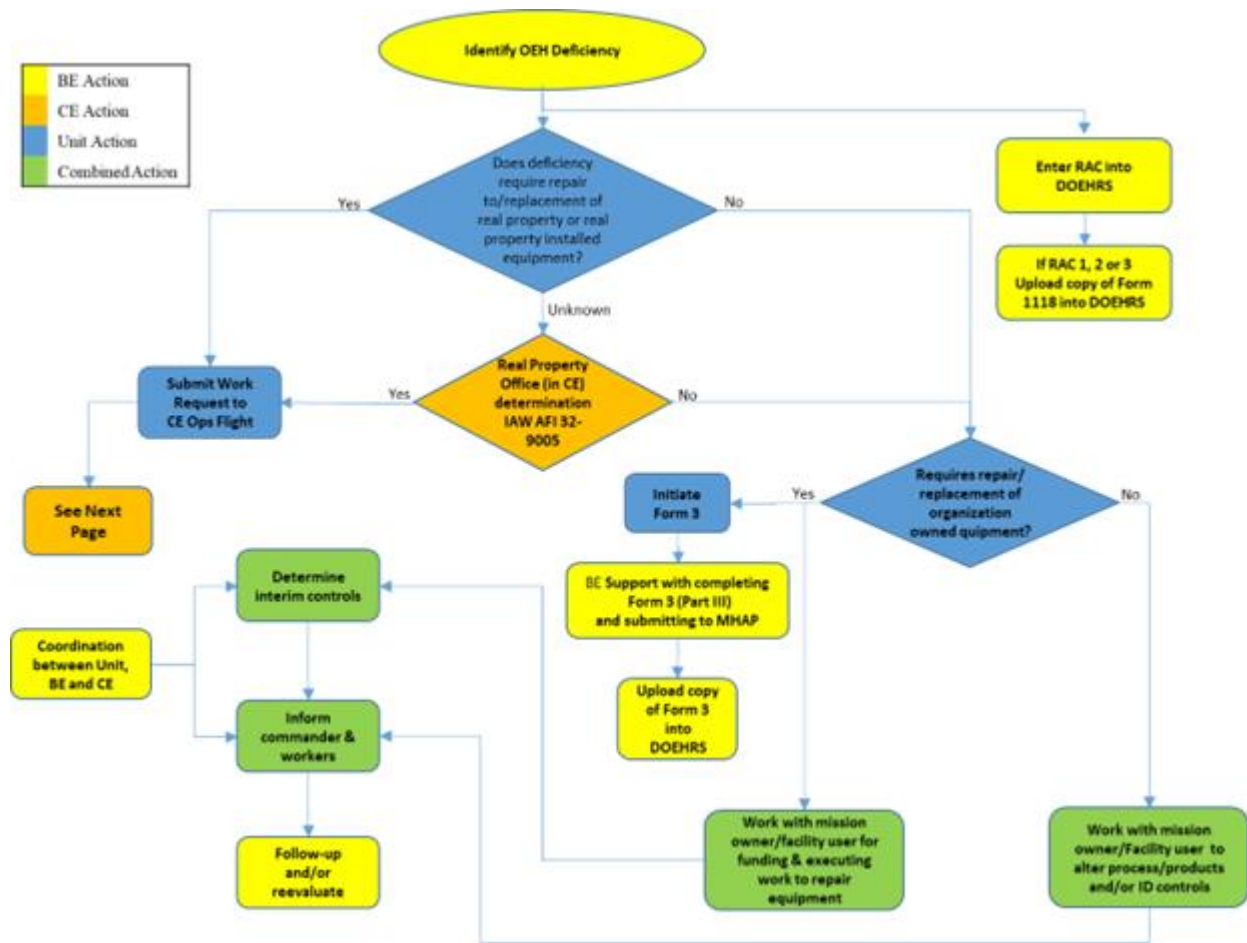 Identify OEH Deficiency
BE Action
CE Action
Unit Action
Combined Action
Does deficiency
require repair
to/replacement of
real property or real
property installed
equipment?
Yes
No
Unknown
Enter RAC into
DOEHRS
If RAC 1, 2 or 3
Upload copy of Form
1118 into DOEHRS
Submit Work
Request to
CE Ops Flight
Yes
Real Property
Office (in CE)
determination
IAW AFI 32-
9005
No
See Next
Page
Initiate
Form 3
Yes
Requires repair/
replacement of
organization
owned quipment?
No
Determine
interim controls
BE Support with completing
Form 3 (Part III)
and submitting to MHAP
Coordination
between Unit,
BE and CE
Upload copy
of Form 3
into
DOEHRS
Inform
commander &
workers
Follow-up
and/or
reevaluate
Work with mission
owner/facility user for
funding & executing
work to repair
equipment
Work with mission
owner/Facility user to
alter process/products
and/or ID controls